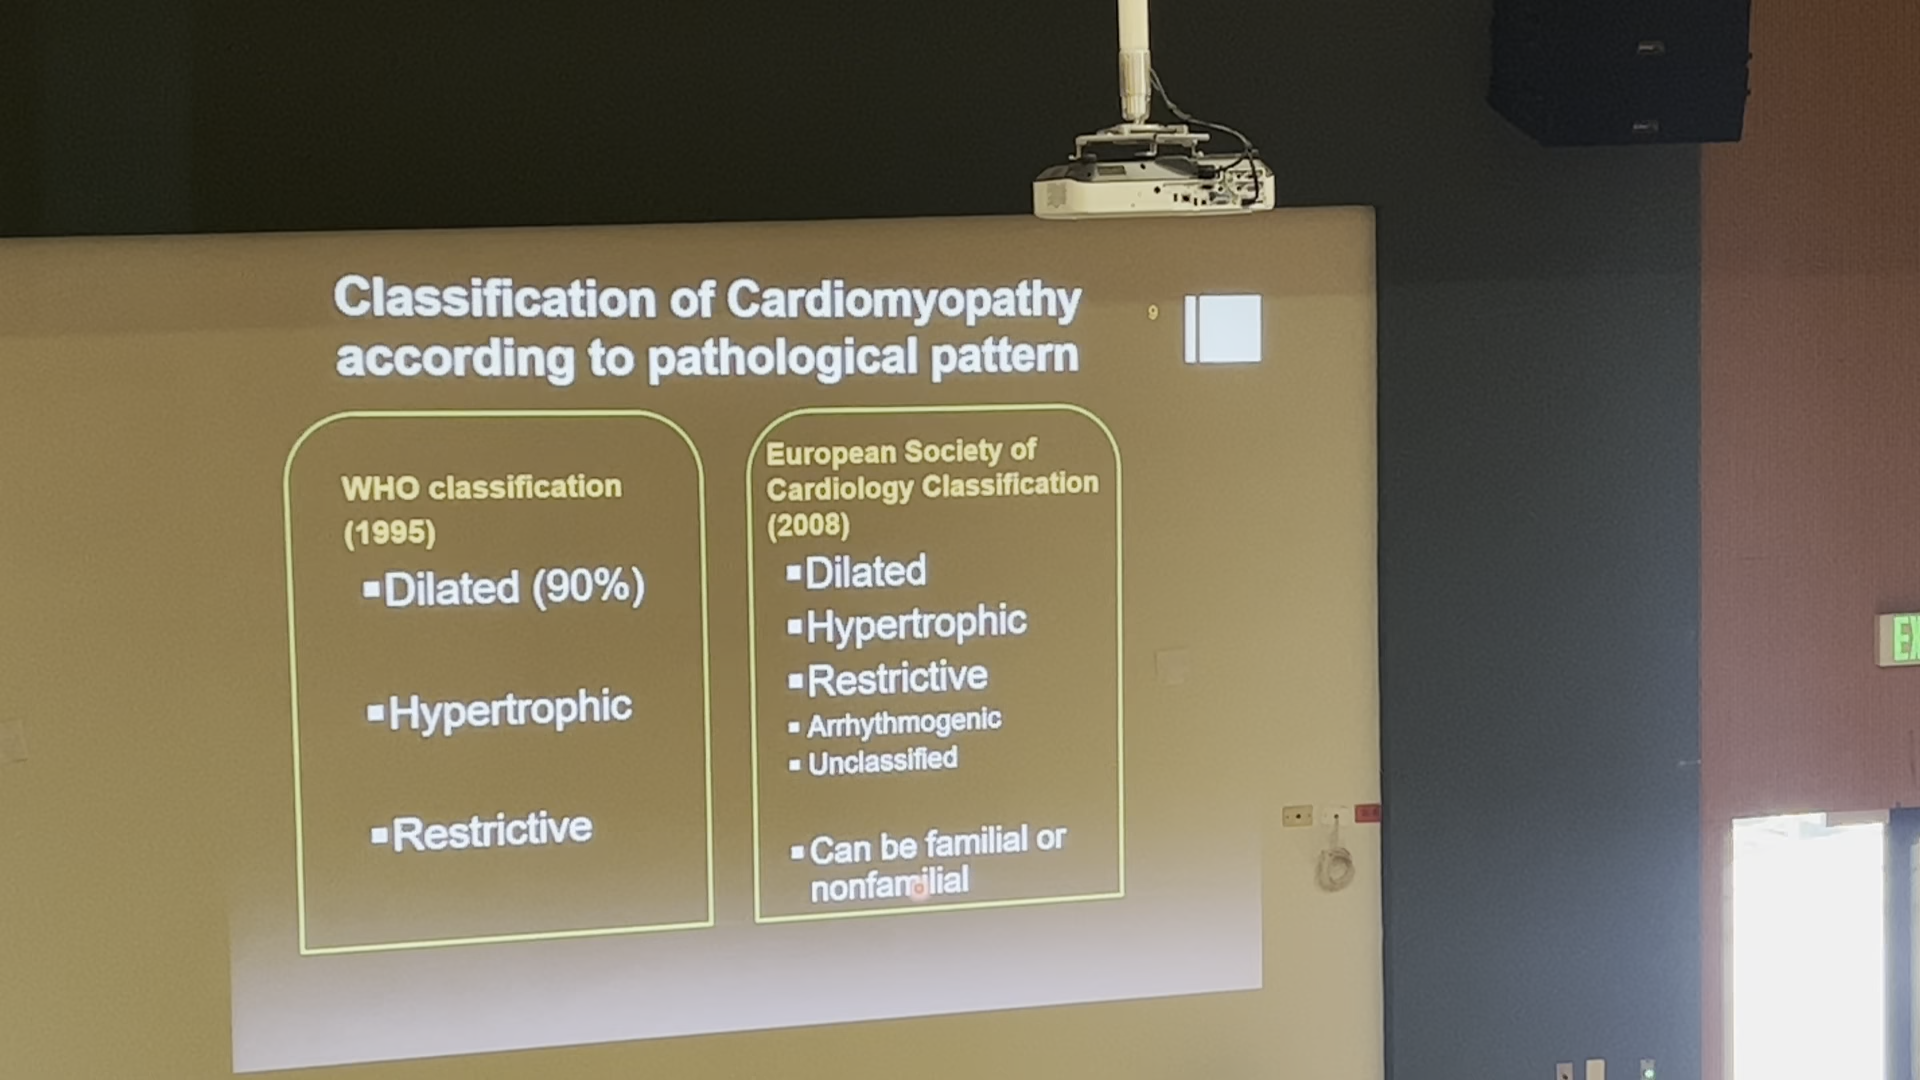 Classification of Cardiomyopathy
according to pathological pattern
9
WHO classification
(1995)
▪Dilated (90%)
▪Hypertrophic
▪Restrictive
European Society of
Cardiology Classification
(2008)
▪Dilated
▪Hypertrophic
▪Restrictive
▪Arrhythmogenic
▪Unclassified
▪Can be familial or
nonfamilial